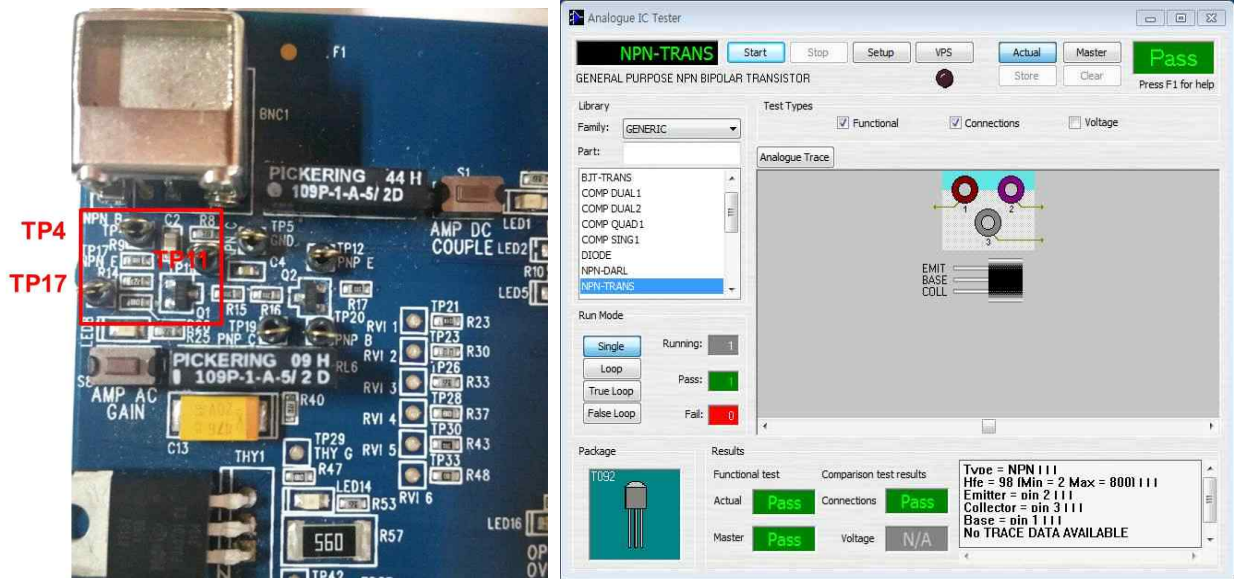 F1
BNC1
PICKERING 44 H
109P-1-A-5/ 2 D
S1
LED1
AMP DC
COUPLE
LED2
R10
LED5
TP4
TP17
TP11
NPN B
C2
R8
TP5
GND
TP12
PNP E
TP17
NPN E
R14
C4
Q2
Q1
R15
R16
R17
R25
TP19
PNP C
TP20
PNP B
TP21
RVI 1
R23
TP23
RVI 2
R30
TP26
RVI 3
R33
TP28
RVI 4
R37
TP30
RVI 5
R43
TP33
R48
RVI 6
PICKERING 09 H
109P-1-A-5/ 2 D
RL6
S8
AMP AC
GAIN
R40
C13
THY1
TP29
THY G
R47
LED14
R53
560
R57
LED16
TP42
Analogue IC Tester
NPN-TRANS
Start
Stop
Setup
VPS
Actual
Master
Pass
GENERAL PURPOSE NPN BIPOLAR TRANSISTOR
Store
Clear
Press F1 for help
Library
Family: GENERIC
Part:
BJT-TRANS
COMP DUAL1
COMP DUAL2
COMP QUAD1
COMP SING1
DIODE
NPN-DARL
NPN-TRANS
Test Types
Functional
Connections
Voltage
Analogue Trace
1
2
3
EMIT
BASE
COLL
Run Mode
Single
Loop
True Loop
False Loop
Running: 1
Pass: 1
Fail: 0
Package
TO92
Results
Functional test
Comparison test results
Actual Pass
Connections Pass
Master Pass
Voltage N/A
Type = NPN I I I
Hfe = 98 (Min = 2 Max = 800) I I I
Emitter = pin 2 I I I
Collector = pin 3 I I I
Base = pin 1 I I I
No TRACE DATA AVAILABLE